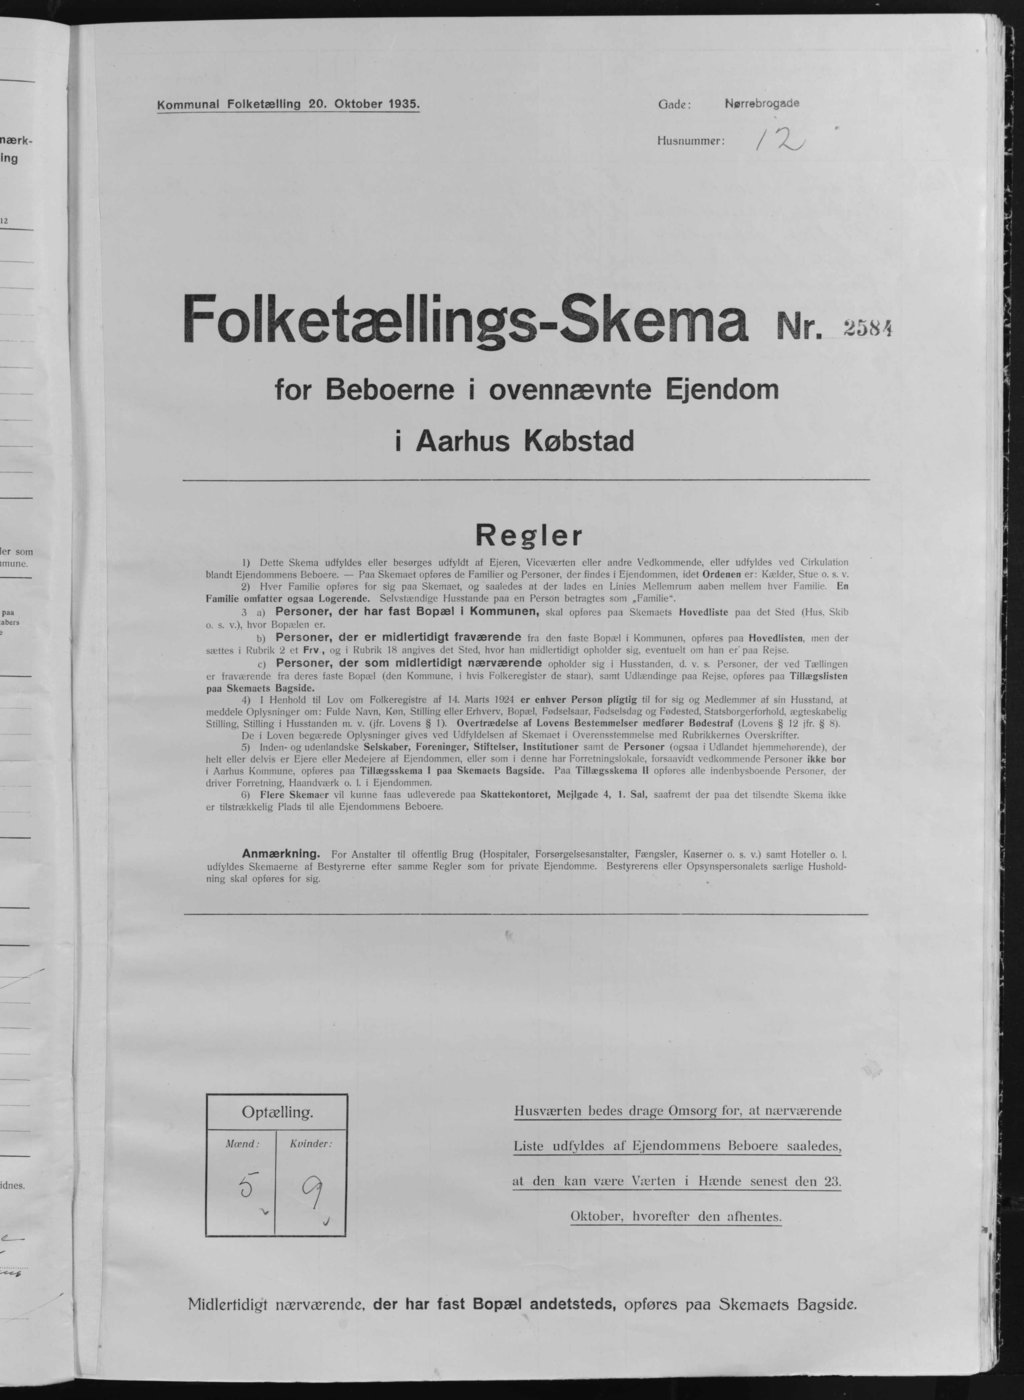 Kommunal Folketælling 20. Oktober 1935.
Gade: Nørrebrogade
Husnummer: 12
Folketællings-Skema Nr. 2584
for Beboerne i ovennævnte Ejendom
i Aarhus Købstad
Regler
1) Dette Skema udfyldes eller besørges udfyldt af Ejeren, Viceværten eller andre Vedkommende, eller udfyldes ved Cirkulation
blandt Ejendommens Beboere. — Paa Skemaet opføres de Familier og Personer, der findes i Ejendommen, idet Ordenen er: Kælder, Stue o. s. v.
2) Hver Familie opføres for sig paa Skemaet, og saaledes at der lades en Linies Mellemrum aaben mellem hver Familie. En
Familie omfatter ogsaa Logerende. Selvstændige Husstande paa en Person betragtes som „Familie“.
3 a) Personer, der har fast Bopæl i Kommunen, skal opføres paa Skemaets Hovedliste paa det Sted (Hus, Skib
o. s. v.), hvor Bopælen er.
b) Personer, der er midlertidigt fraværende fra den faste Bopæl i Kommunen, opføres paa Hovedlisten, men der
sættes i Rubrik 2 et Frv., og i Rubrik 18 angives det Sted, hvor han midlertidigt opholder sig, eventuelt om han er paa Rejse.
c) Personer, der som midlertidigt nærværende opholder sig i Husstanden, d. v. s. Personer, der ved Tællingen
er fraværende fra deres faste Bopæl (den Kommune, i hvis Folkeregister de staar), samt Udlændinge paa Rejse, opføres paa Tillægslisten
paa Skemaets Bagside.
4) I Henhold til Lov om Folkeregistre af 14. Marts 1924 er enhver Person pligtig til for sig og Medlemmer af sin Husstand, at
meddele Oplysninger om: Fulde Navn, Køn, Stilling eller Erhverv, Bopæl, Fødselsaar, Fødselsdag og Fødested, Statsborgerforhold, ægteskabelig
Stilling, Stilling i Husstanden m. v. (jfr. Lovens § 1). Overtrædelse af Lovens Bestemmelser medfører Bødestraf (Lovens § 12 jfr. § 8).
De i Loven begærede Oplysninger gives ved Udfyldelsen af Skemaet i Overensstemmelse med Rubrikkernes Overskrifter.
5) Inden- og udenlandske Selskaber, Foreninger, Stiftelser, Institutioner samt de Personer (ogsaa i Udlandet hjemmehørende), der
helt eller delvis er Ejere eller Medejere af Ejendommen, eller som i denne har Forretningslokale, forsaavidt vedkommende Personer ikke bor
i Aarhus Kommune, opføres paa Tillægsskema I paa Skemaets Bagside. Paa Tillægsskema II opføres alle indenbysboende Personer, der
driver Forretning, Haandværk o. l. i Ejendommen.
6) Flere Skemaer vil kunne faas udleverede paa Skattekontoret, Mejlgade 4, 1. Sal, saafremt der paa det tilsendte Skema ikke
er tilstrækkelig Plads til alle Ejendommens Beboere.
Anmærkning. For Anstalter til offentlig Brug (Hospitaler, Forsørgelsesanstalter, Fængsler, Kaserner o. s. v.) samt Hoteller o. l.
udfyldes Skemaerne af Bestyrerne efter samme Regler som for private Ejendomme. Bestyrerens eller Opsynspersonalets særlige Hushold-
ning skal opføres for sig.
Optælling.
Mænd: Kvinder:
5 9
Husværten bedes drage Omsorg for, at nærværende
Liste udfyldes af Ejendommens Beboere saaledes,
at den kan være Værten i Hænde senest den 23.
Oktober, hvorefter den afhentes.
Midlertidigt nærværende, der har fast Bopæl andetsteds, opføres paa Skemaets Bagside.